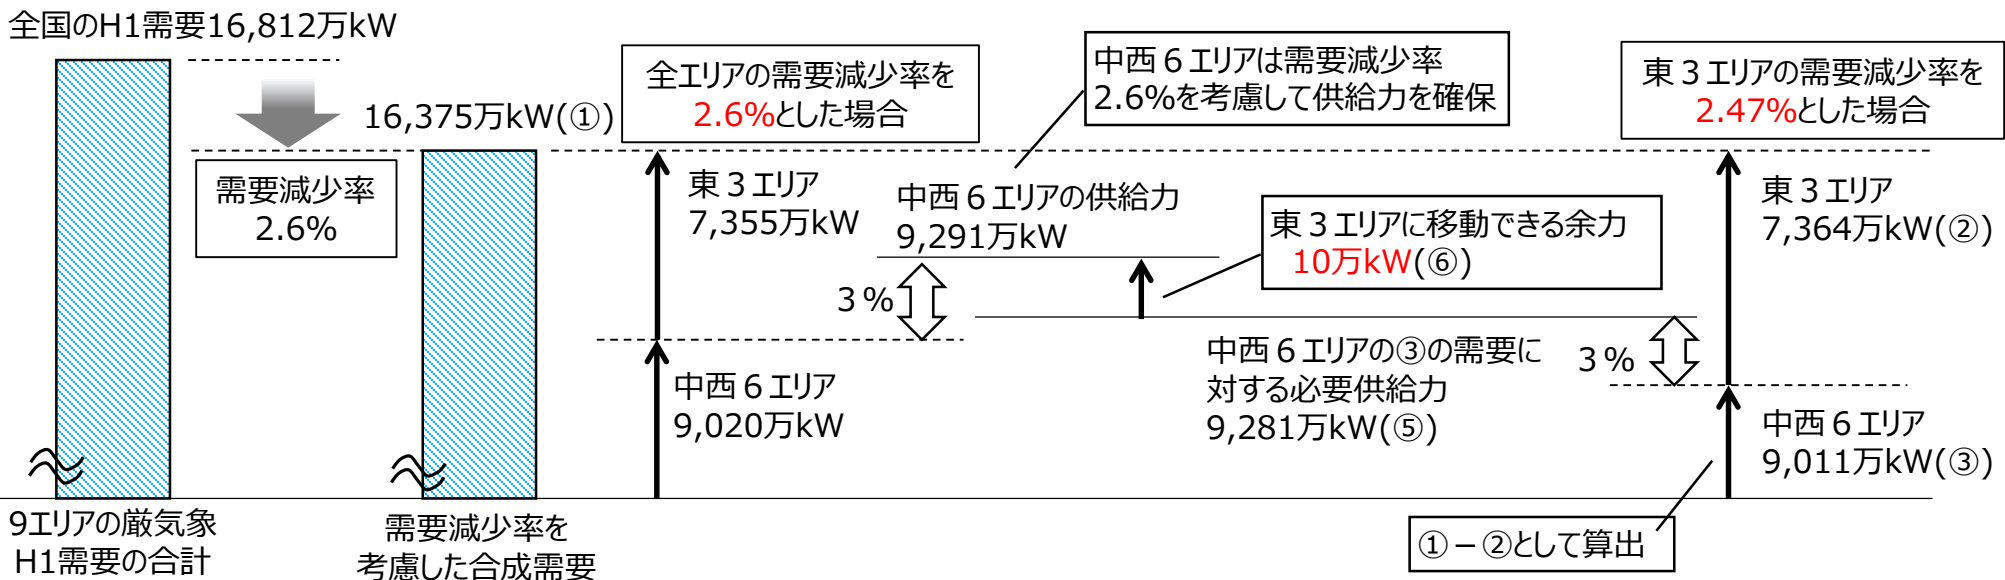 全国のH1需要16,812万kW
16,375万kW(①)
需要減少率
2.6%
全エリアの需要減少率を
2.6%とした場合
東３エリア
7,355万kW
中西６エリア
9,020万kW
中西６エリアは需要減少率
2.6%を考慮して供給力を確保
中西６エリアの供給力
9,291万kW
3%
東３エリアに移動できる余力
10万kW(⑥)
中西６エリアの③の需要に
対する必要供給力
9,281万kW(⑤)
3%
東３エリアの需要減少率を
2.47%とした場合
東３エリア
7,364万kW(②)
中西６エリア
9,011万kW(③)
①－②として算出
9エリアの厳気象
H1需要の合計
需要減少率を
考慮した合成需要